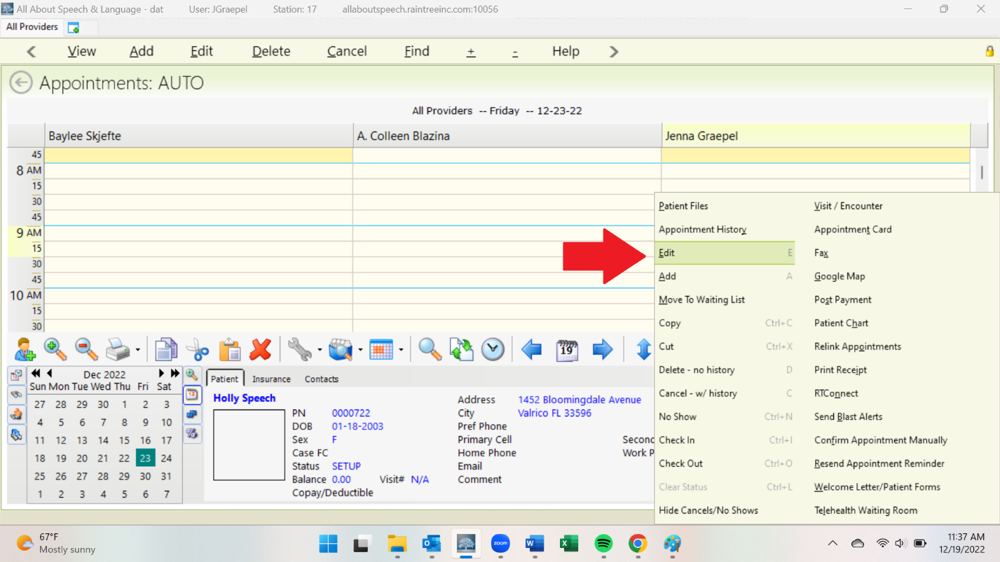 All About Speech & Language - dat User: JGraepel Station: 17 allaboutspeech.raintreeinc.com:10056
All Providers
< View Add Edit Delete Cancel Find + - Help >
Appointments: AUTO
All Providers -- Friday -- 12-23-22
Baylee Skjefte A. Colleen Blazina Jenna Graepel
45
8 AM
15
30
45
9 AM
15
30
45
10 AM
15
30
Patient Files
Appointment History
Edit E
Add A
Move To Waiting List
Copy Ctrl+C
Cut Ctrl+X
Delete - no history D
Cancel - w/ history C
No Show Ctrl+N
Check In Ctrl+I
Check Out Ctrl+O
Clear Status Ctrl+L
Hide Cancels/No Shows
Visit / Encounter
Appointment Card
Fax
Google Map
Post Payment
Patient Chart
Relink Appointments
Print Receipt
RTConnect
Send Blast Alerts
Confirm Appointment Manually
Resend Appointment Reminder
Welcome Letter/Patient Forms
Telehealth Waiting Room
19
Dec 2022
Sun Mon Tue Wed Thu Fri Sat
27 28 29 30 1 2 3
4 5 6 7 8 9 10
11 12 13 14 15 16 17
18 19 20 21 22 23 24
25 26 27 28 29 30 31
1 2 3 4 5 6 7
Patient Insurance Contacts
Holly Speech
PN 0000722
DOB 01-18-2003
Sex F
Case FC
Status SETUP
Balance 0.00 Visit# N/A
Copay/Deductible
Address 1452 Bloomingdale Avenue
City Valrico FL 33596
Pref Phone
Primary Cell Secon
Home Phone Work P
Email
Comment
67°F
Mostly sunny
zoom
11:37 AM
12/19/2022